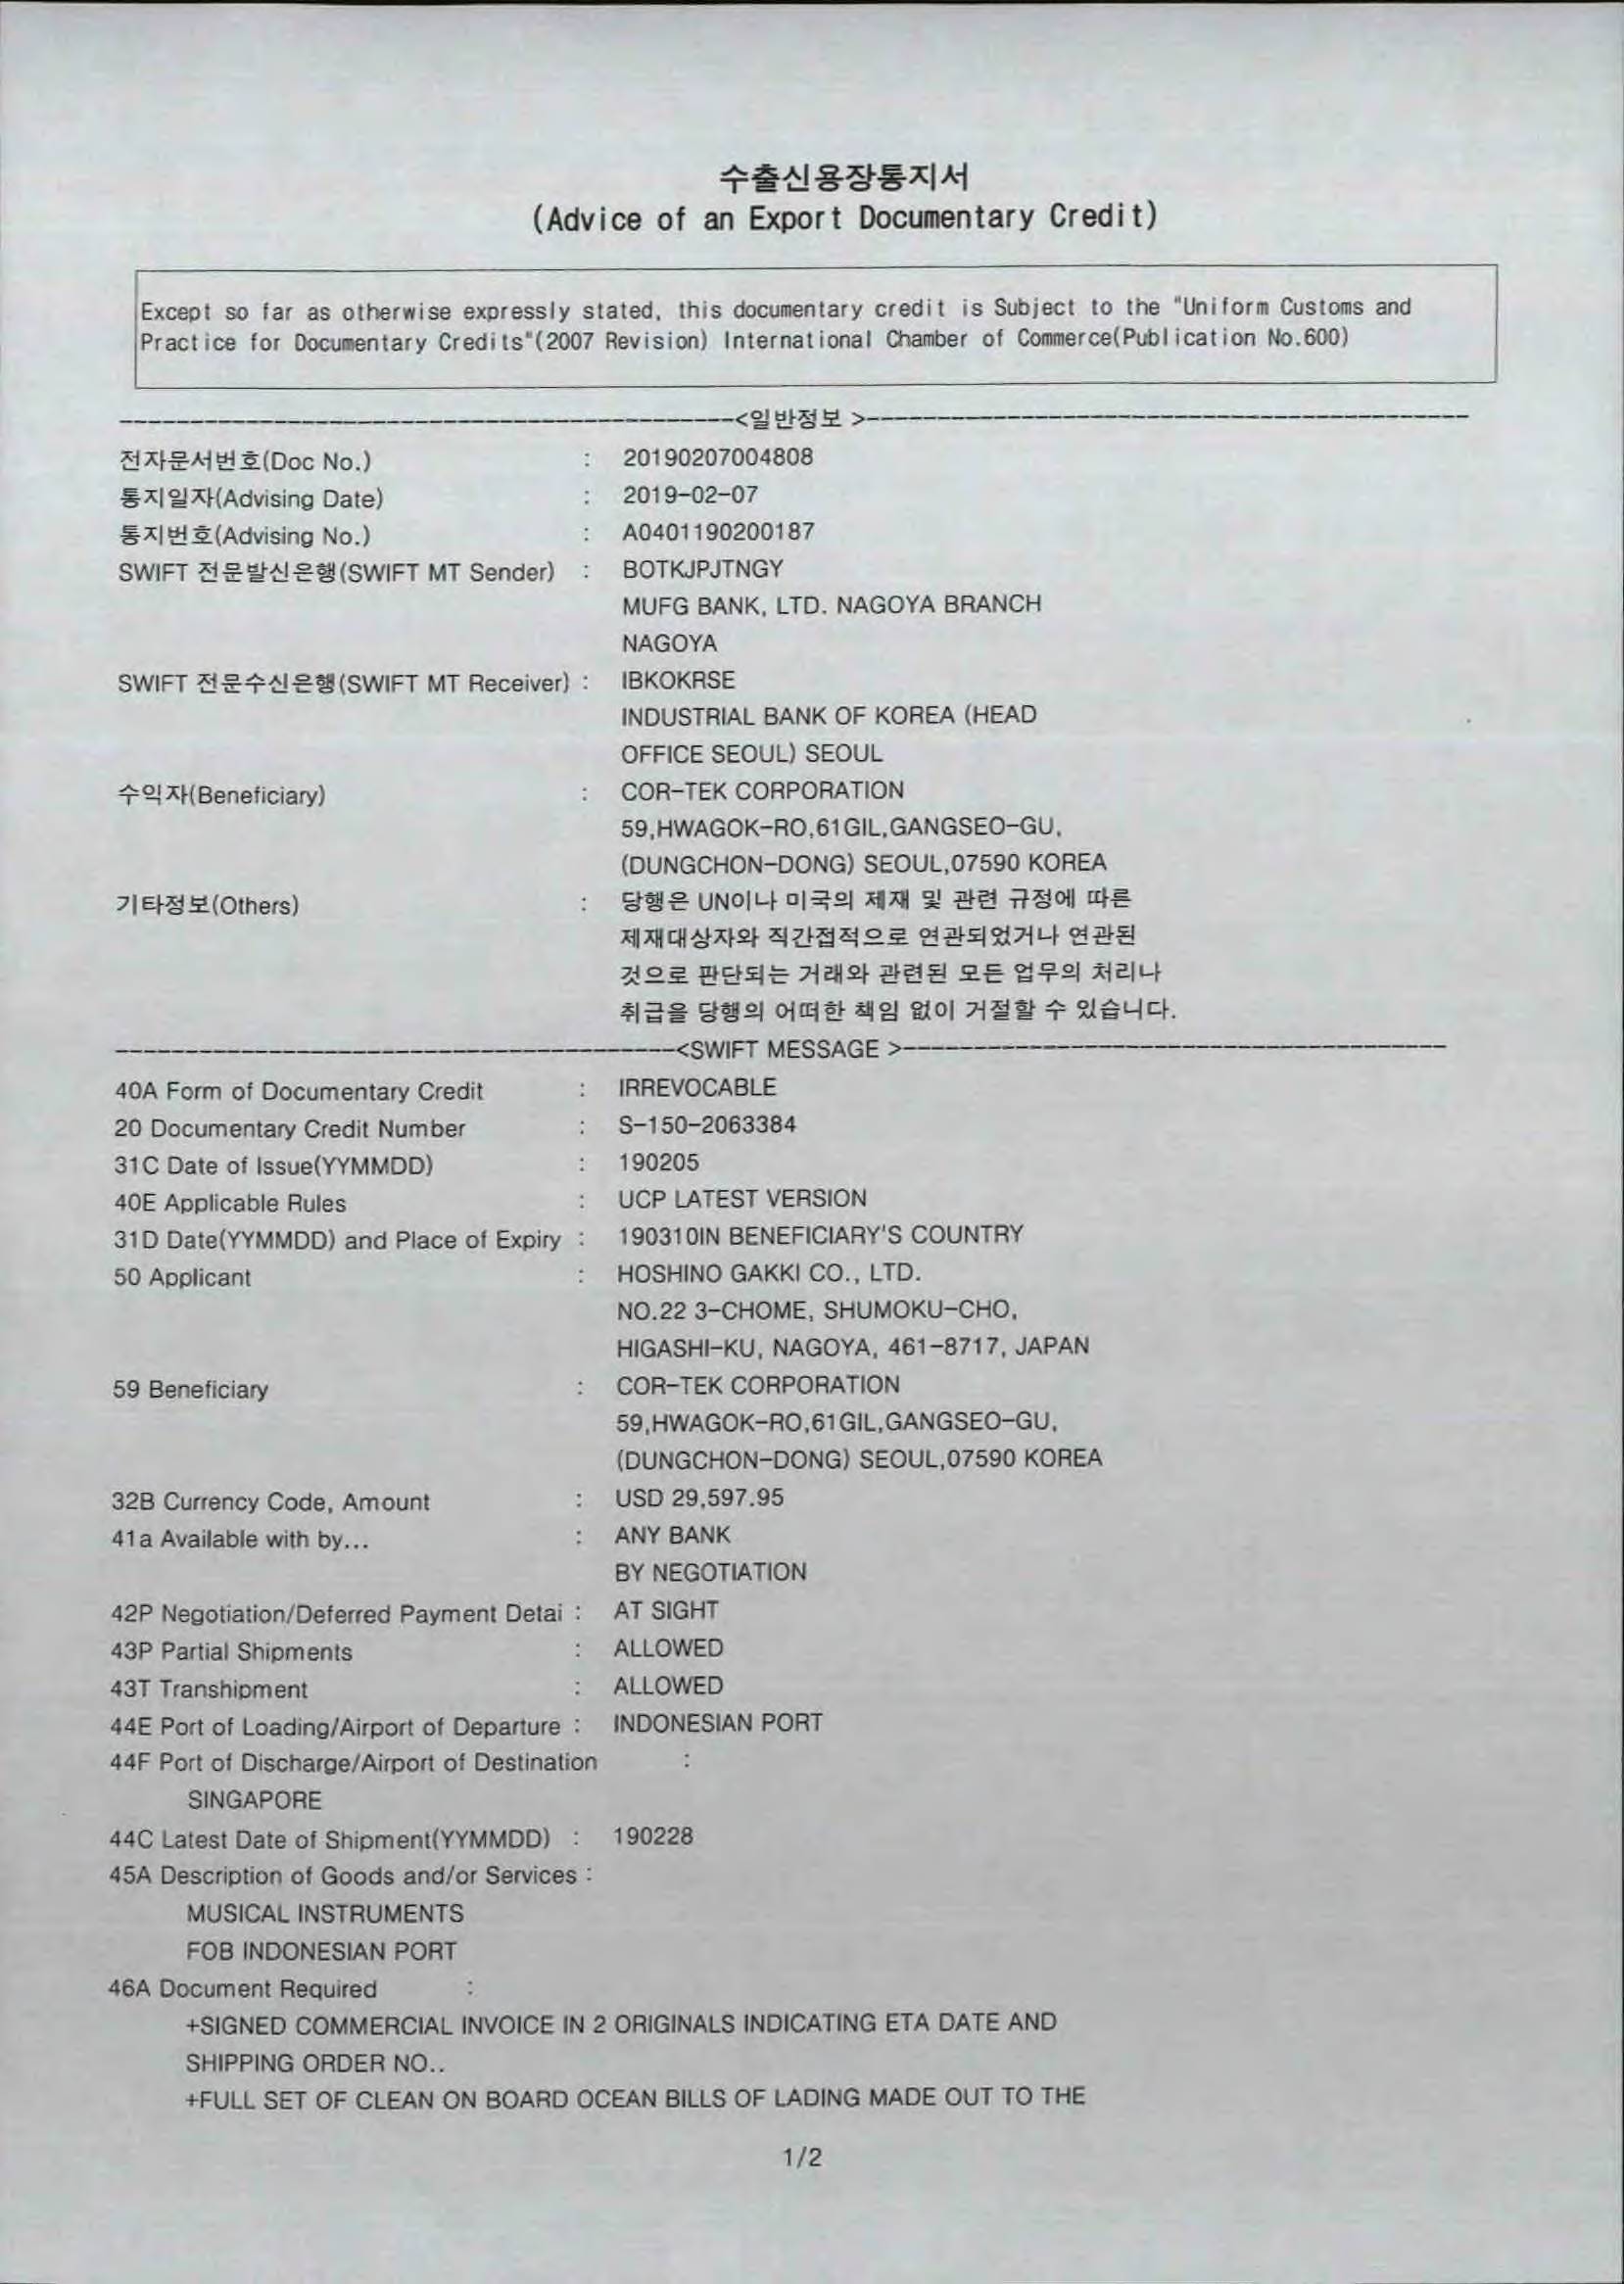 수출신용장통지서
(Advice of an Export Documentary Credit)
Except so far as otherwise expressly stated, this documentary credit is Subject to the "Uniform Customs and
Practice for Documentary Credits"(2007 Revision) International Chamber of Commerce(Publication No.600)
<일반정보 >
전자문서번호(Doc No.) : 20190207004808
통지일자(Advising Date) : 2019-02-07
통지번호(Advising No.) : A0401190200187
SWIFT 전문발신은행(SWIFT MT Sender) : BOTKJPJTNGY
MUFG BANK, LTD. NAGOYA BRANCH
NAGOYA
SWIFT 전문수신은행(SWIFT MT Receiver) : IBKOKRSE
INDUSTRIAL BANK OF KOREA (HEAD
OFFICE SEOUL) SEOUL
수익자(Beneficiary) : COR-TEK CORPORATION
59,HWAGOK-RO,61GIL,GANGSEO-GU,
(DUNGCHON-DONG) SEOUL,07590 KOREA
기타정보(Others) : 당행은 UN이나 미국의 제재 및 관련 규정에 따른
제재대상자와 직간접적으로 연관되었거나 연관된
것으로 판단되는 거래와 관련된 모든 업무의 처리나
취급을 당행의 어떠한 책임 없이 거절할 수 있습니다.
<SWIFT MESSAGE >
40A Form of Documentary Credit : IRREVOCABLE
20 Documentary Credit Number : S-150-2063384
31C Date of Issue(YYMMDD) : 190205
40E Applicable Rules : UCP LATEST VERSION
31D Date(YYMMDD) and Place of Expiry : 190310IN BENEFICIARY'S COUNTRY
50 Applicant : HOSHINO GAKKI CO., LTD.
NO.22 3-CHOME, SHUMOKU-CHO,
HIGASHI-KU, NAGOYA, 461-8717, JAPAN
59 Beneficiary : COR-TEK CORPORATION
59,HWAGOK-RO,61GIL,GANGSEO-GU,
(DUNGCHON-DONG) SEOUL,07590 KOREA
32B Currency Code, Amount : USD 29,597.95
41a Available with by... : ANY BANK
BY NEGOTIATION
42P Negotiation/Deferred Payment Detai : AT SIGHT
43P Partial Shipments : ALLOWED
43T Transhipment : ALLOWED
44E Port of Loading/Airport of Departure : INDONESIAN PORT
44F Port of Discharge/Airport of Destination :
SINGAPORE
44C Latest Date of Shipment(YYMMDD) : 190228
45A Description of Goods and/or Services :
MUSICAL INSTRUMENTS
FOB INDONESIAN PORT
46A Document Required :
+SIGNED COMMERCIAL INVOICE IN 2 ORIGINALS INDICATING ETA DATE AND
SHIPPING ORDER NO..
+FULL SET OF CLEAN ON BOARD OCEAN BILLS OF LADING MADE OUT TO THE
1/2